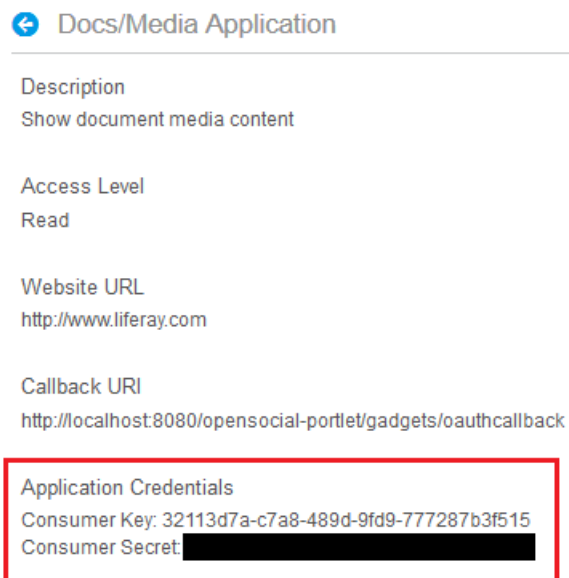 Docs/Media Application
Description
Show document media content
Access Level
Read
Website URL
http://www.liferay.com
Callback URI
http://localhost:8080/opensocial-portlet/gadgets/oauthcallback
Application Credentials
Consumer Key: 32113d7a-c7a8-489d-9fd9-777287b3f515
Consumer Secret: